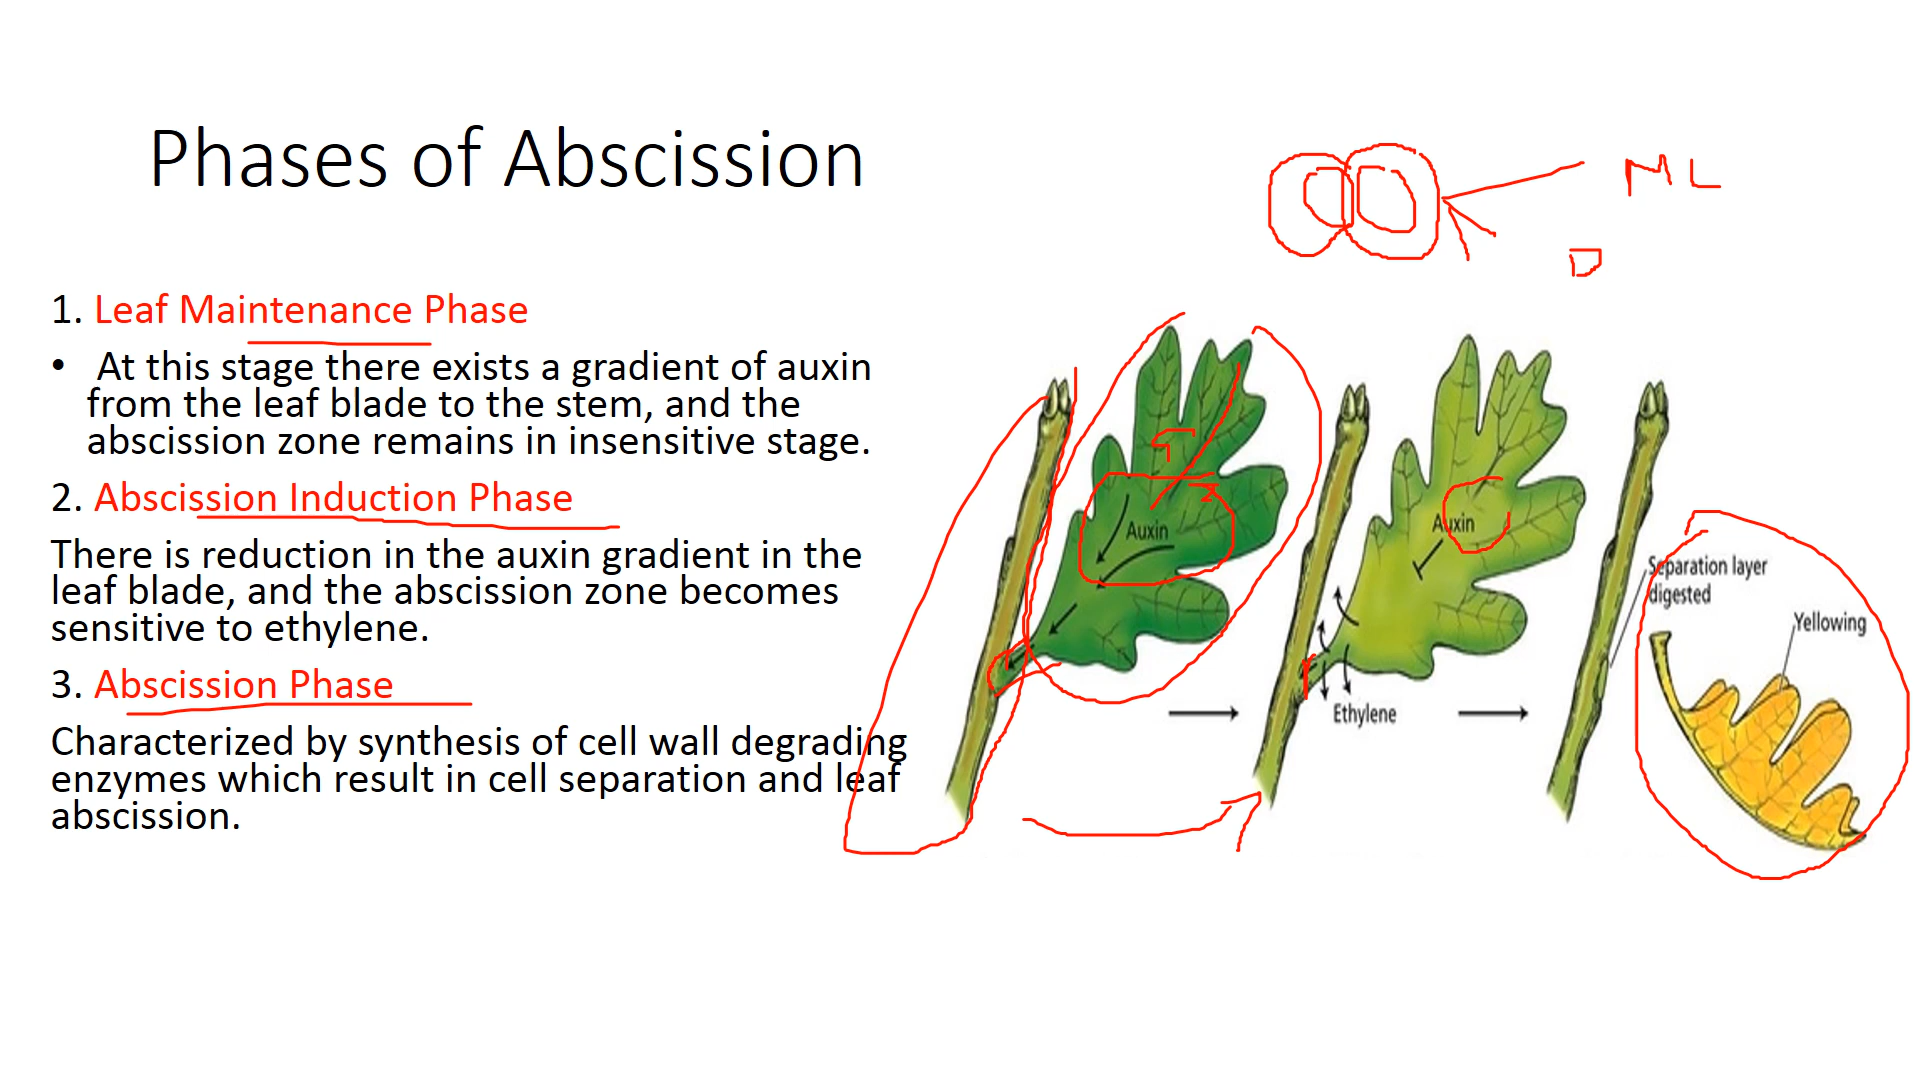 Phases of Abscission
ML
D
1. Leaf Maintenance Phase
• At this stage there exists a gradient of auxin
from the leaf blade to the stem, and the
abscission zone remains in insensitive stage.
2. Abscission Induction Phase
There is reduction in the auxin gradient in the
leaf blade, and the abscission zone becomes
sensitive to ethylene.
3. Abscission Phase
Characterized by synthesis of cell wall degrading
enzymes which result in cell separation and leaf
abscission.
Auxin
Auxin
Ethylene
Separation layer
digested
Yellowing